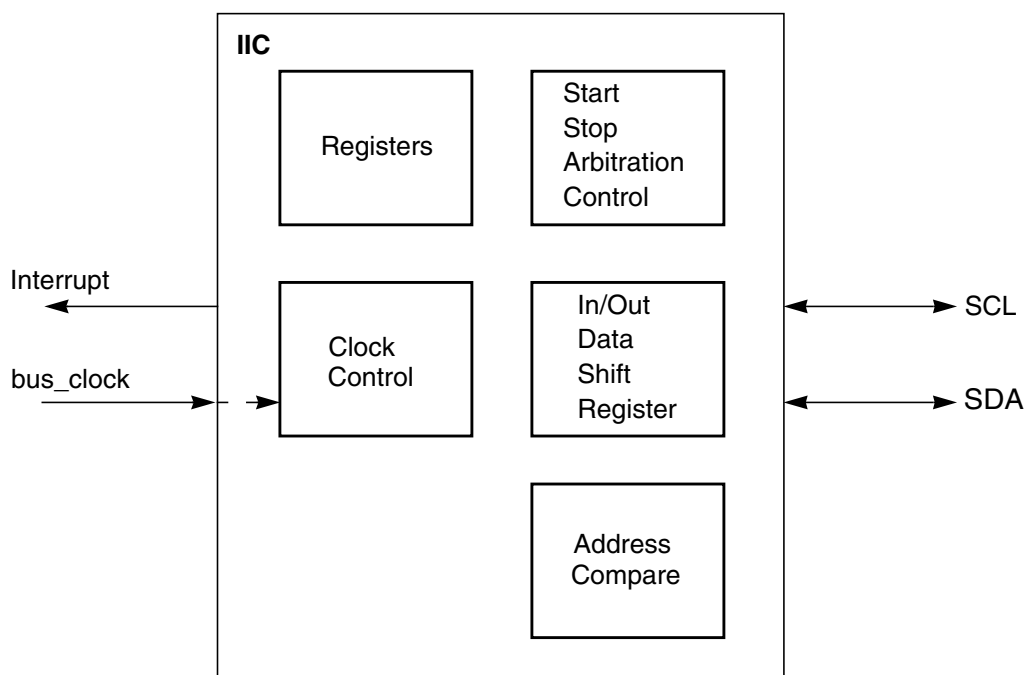 IIC
Registers
Start
Stop
Arbitration
Control
Interrupt
bus_clock
Clock
Control
In/Out
Data
Shift
Register
SCL
SDA
Address
Compare